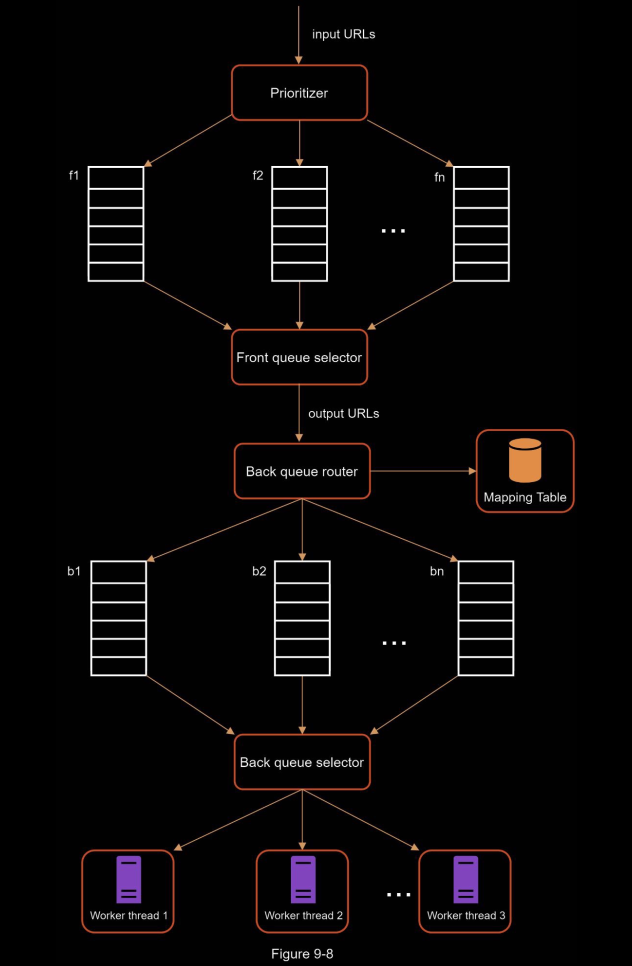 input URLs
Prioritizer
f1
f2
fn
...
Front queue selector
output URLs
Back queue router
Mapping Table
b1
b2
bn
...
Back queue selector
...
Worker thread 1
Worker thread 2
Worker thread 3
Figure 9-8